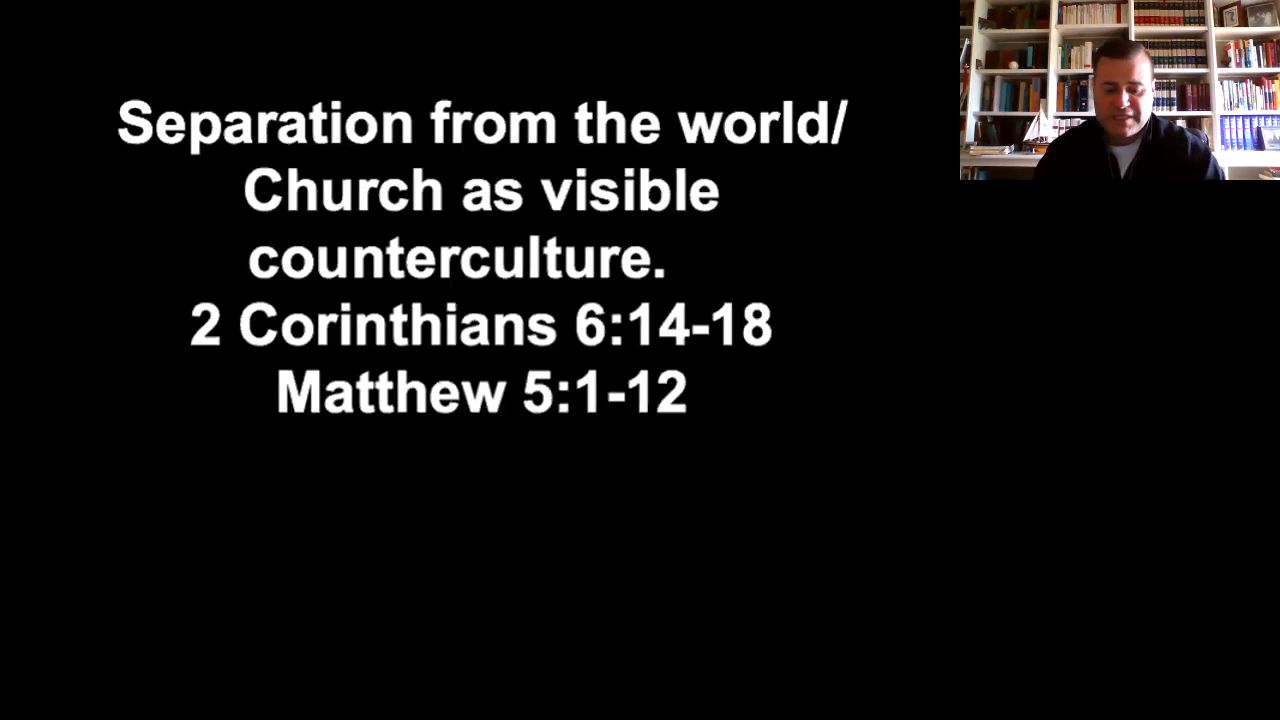 Separation from the world/
Church as visible
counterculture.
2 Corinthians 6:14-18
Matthew 5:1-12